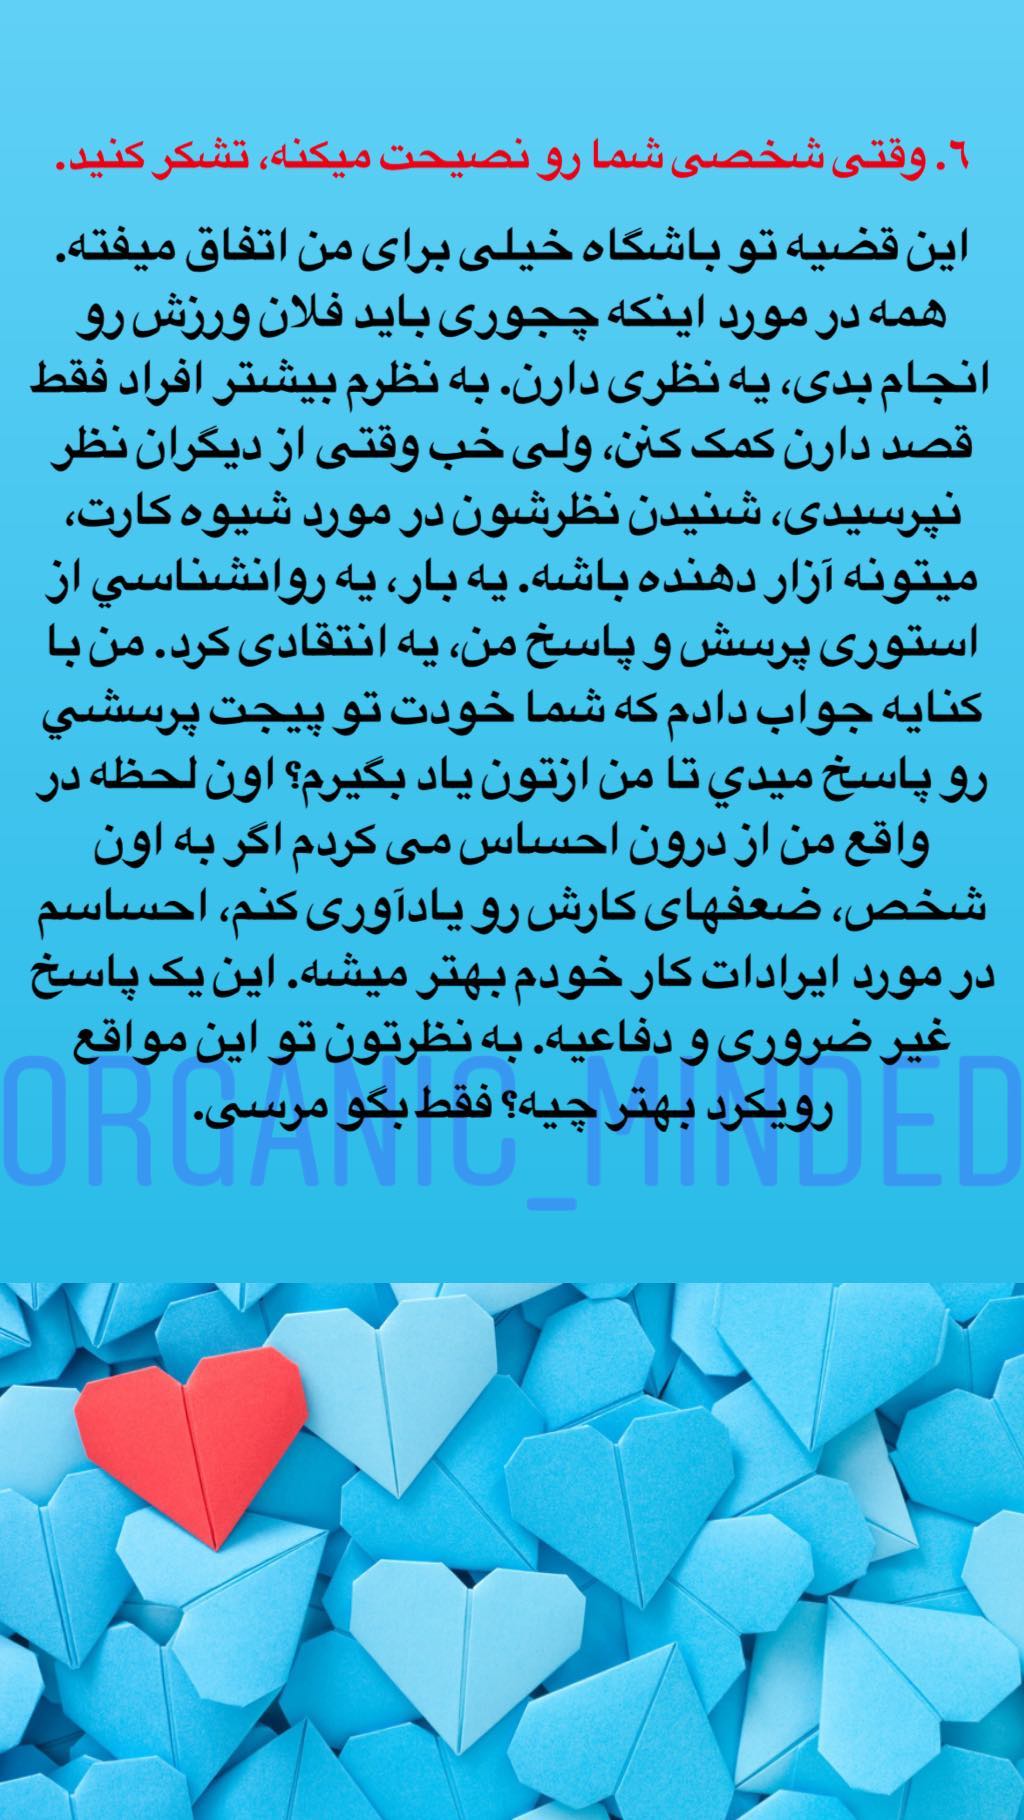 ۶. وقتی شخصی شما رو نصیحت میکنه، تشکر کنید.
این قضیه تو باشگاه خیلی برای من اتفاق میفته.
همه در مورد اینکه چجوری باید فلان ورزش رو
انجام بدی، یه نظری دارن. به نظرم بیشتر افراد فقط
قصد دارن کمک کنن، ولی خب وقتی از دیگران نظر
نپرسیدی، شنیدن نظرشون در مورد شیوه کارت،
میتونه آزار دهنده باشه. یه بار، یه روانشناسي از
استوری پرسش و پاسخ من، یه انتقادی کرد. من با
کنایه جواب دادم که شما خودت تو پیجت پرسشي
رو پاسخ میدي تا من ازتون یاد بگیرم؟ اون لحظه در
واقع من از درون احساس می کردم اگر به اون
شخص، ضعفهای کارش رو یادآوری کنم، احساسم
در مورد ایرادات کار خودم بهتر میشه. این یک پاسخ
غیر ضروری و دفاعیه. به نظرتون تو این مواقع
رویکرد بهتر چیه؟ فقط بگو مرسی.
ORGANIC_MINDED